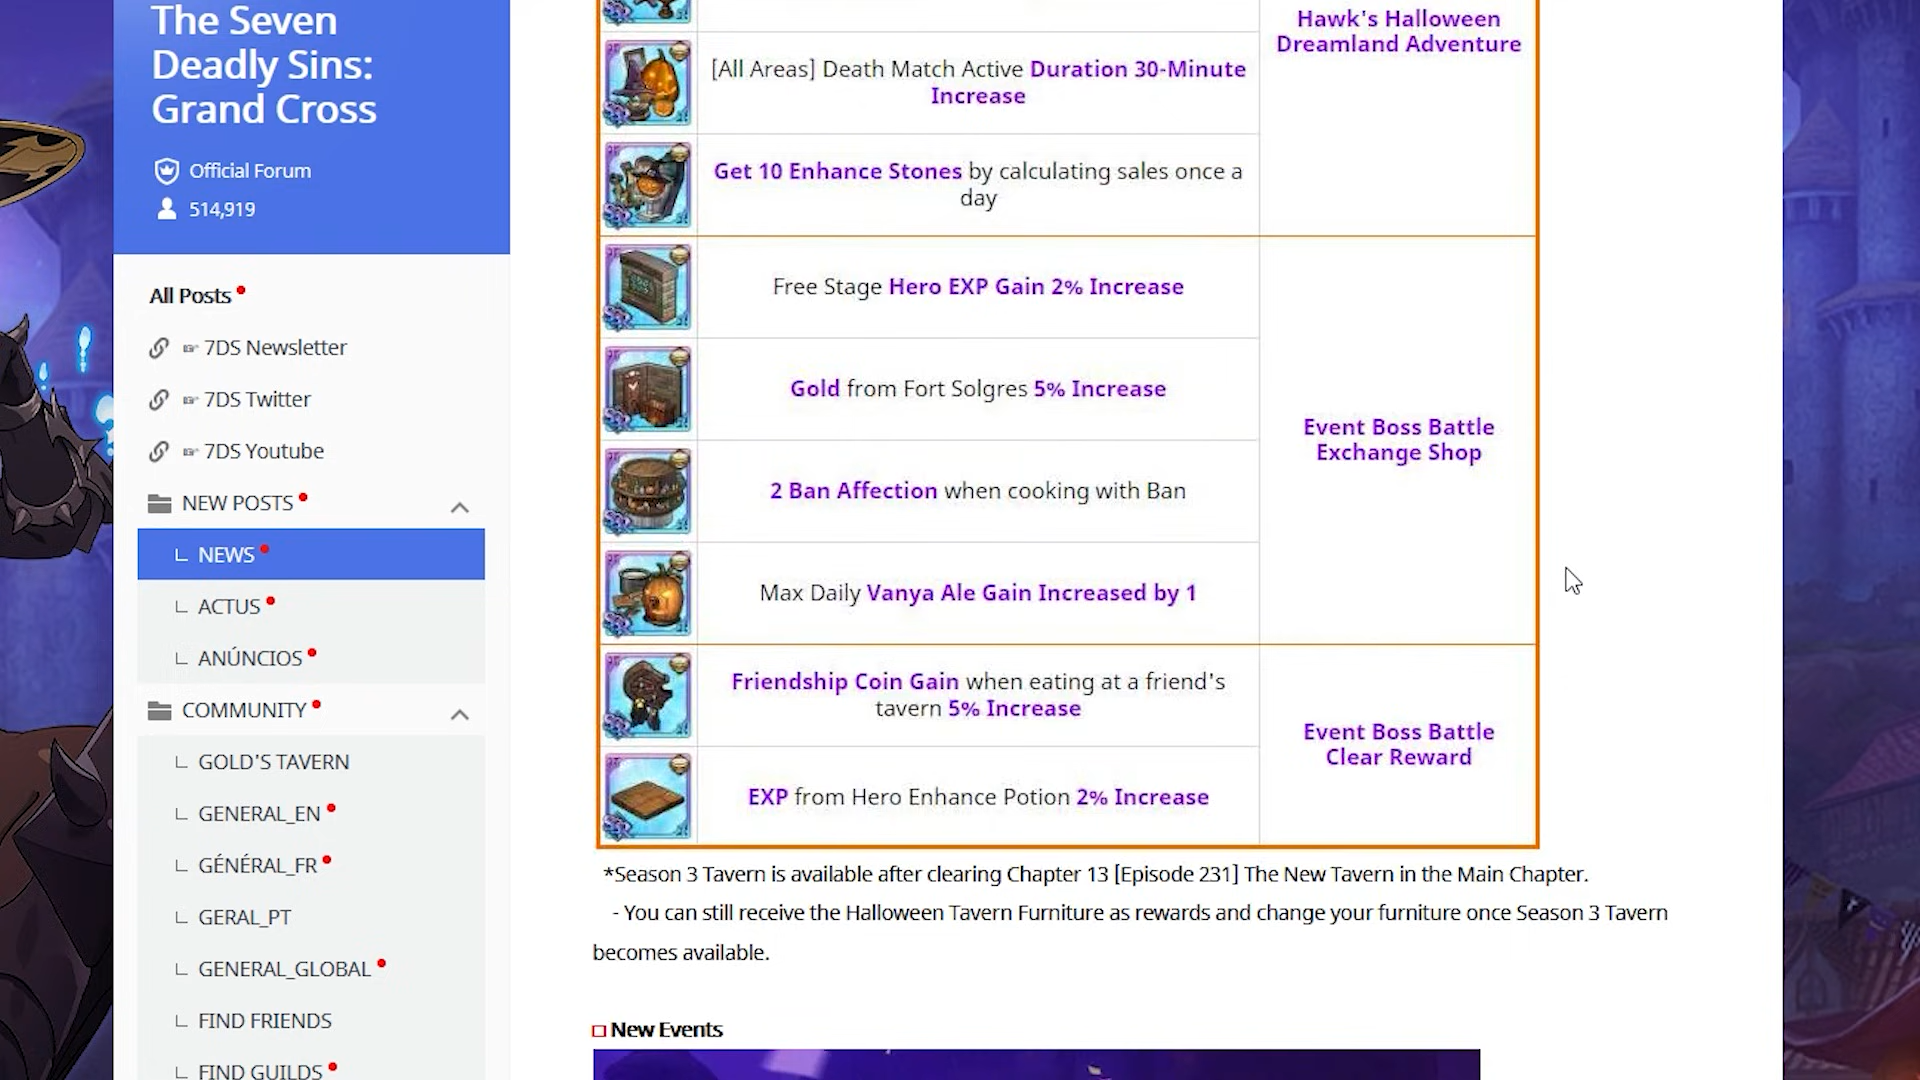 The Seven
Deadly Sins:
Grand Cross
Official Forum
514,919
All Posts
☞ 7DS Newsletter
☞ 7DS Twitter
☞ 7DS Youtube
NEW POSTS
NEWS
ACTUS
ANÚNCIOS
COMMUNITY
GOLD'S TAVERN
GENERAL_EN
GÉNÉRAL_FR
GERAL_PT
GENERAL_GLOBAL
FIND FRIENDS
FIND GUILDS
Hawk's Halloween
Dreamland Adventure
[All Areas] Death Match Active Duration 30-Minute
Increase
Get 10 Enhance Stones by calculating sales once a
day
Free Stage Hero EXP Gain 2% Increase
Gold from Fort Solgres 5% Increase
2 Ban Affection when cooking with Ban
Max Daily Vanya Ale Gain Increased by 1
Event Boss Battle
Exchange Shop
Friendship Coin Gain when eating at a friend's
tavern 5% Increase
EXP from Hero Enhance Potion 2% Increase
Event Boss Battle
Clear Reward
*Season 3 Tavern is available after clearing Chapter 13 [Episode 231] The New Tavern in the Main Chapter.
- You can still receive the Halloween Tavern Furniture as rewards and change your furniture once Season 3 Tavern
becomes available.
New Events